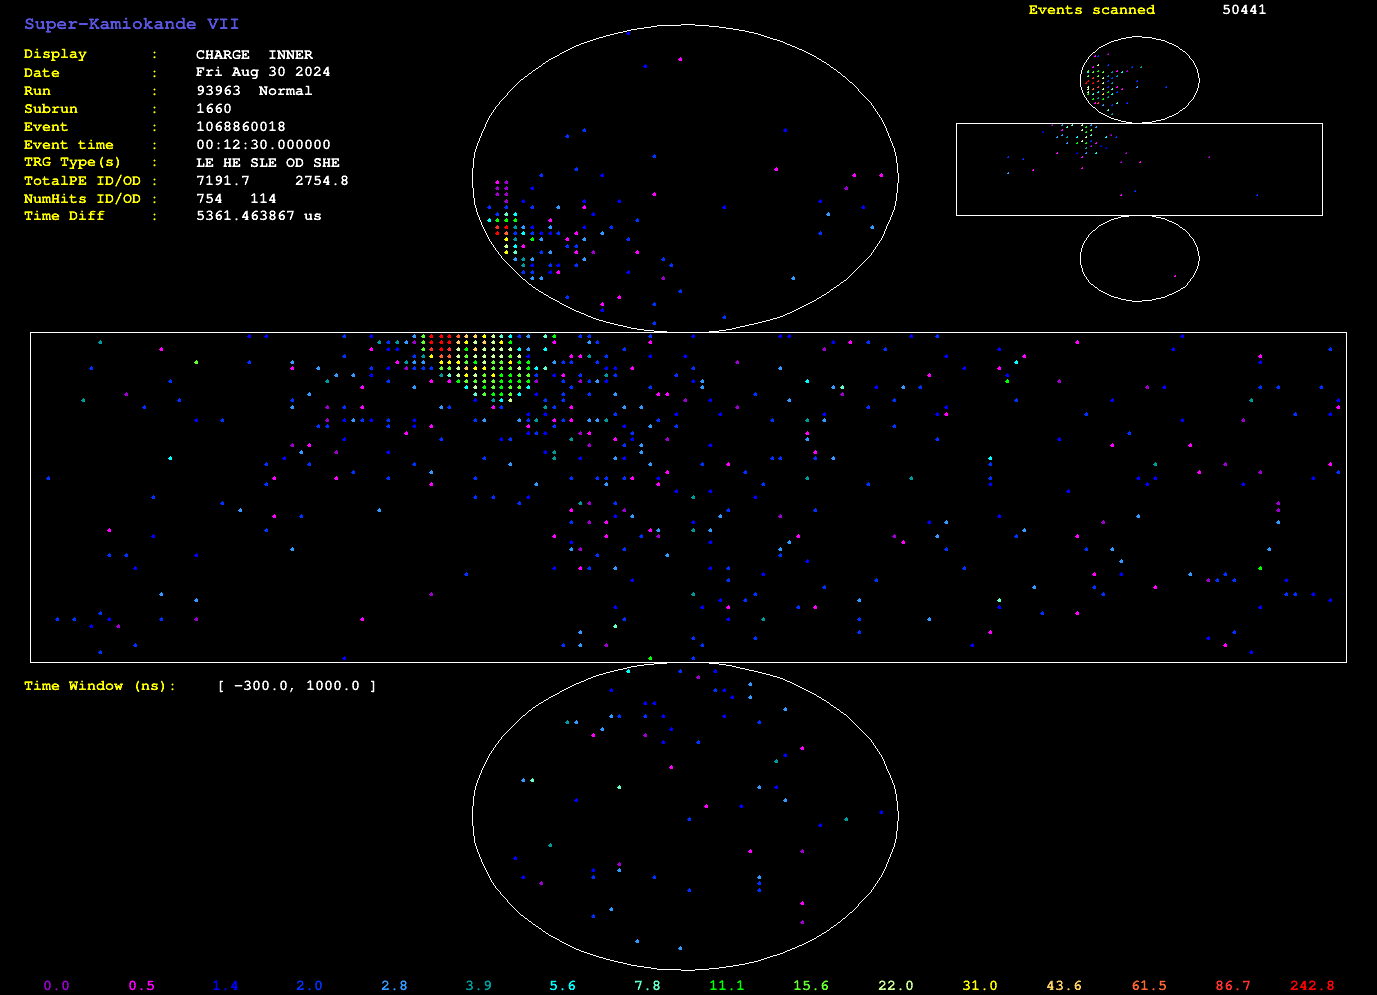 Super-Kamiokande VII
Events scanned 50441
Display : CHARGE INNER
Date : Fri Aug 30 2024
Run : 93963 Normal
Subrun : 1660
Event : 1068860018
Event time : 00:12:30.000000
TRG Type(s) : LE HE SLE OD SHE
TotalPE ID/OD : 7191.7 2754.8
NumHits ID/OD : 754 114
Time Diff : 5361.463867 us
Time Window (ns): [ -300.0, 1000.0 ]
0.0 0.5 1.4 2.0 2.8 3.9 5.6 7.8 11.1 15.6 22.0 31.0 43.6 61.5 86.7 242.8